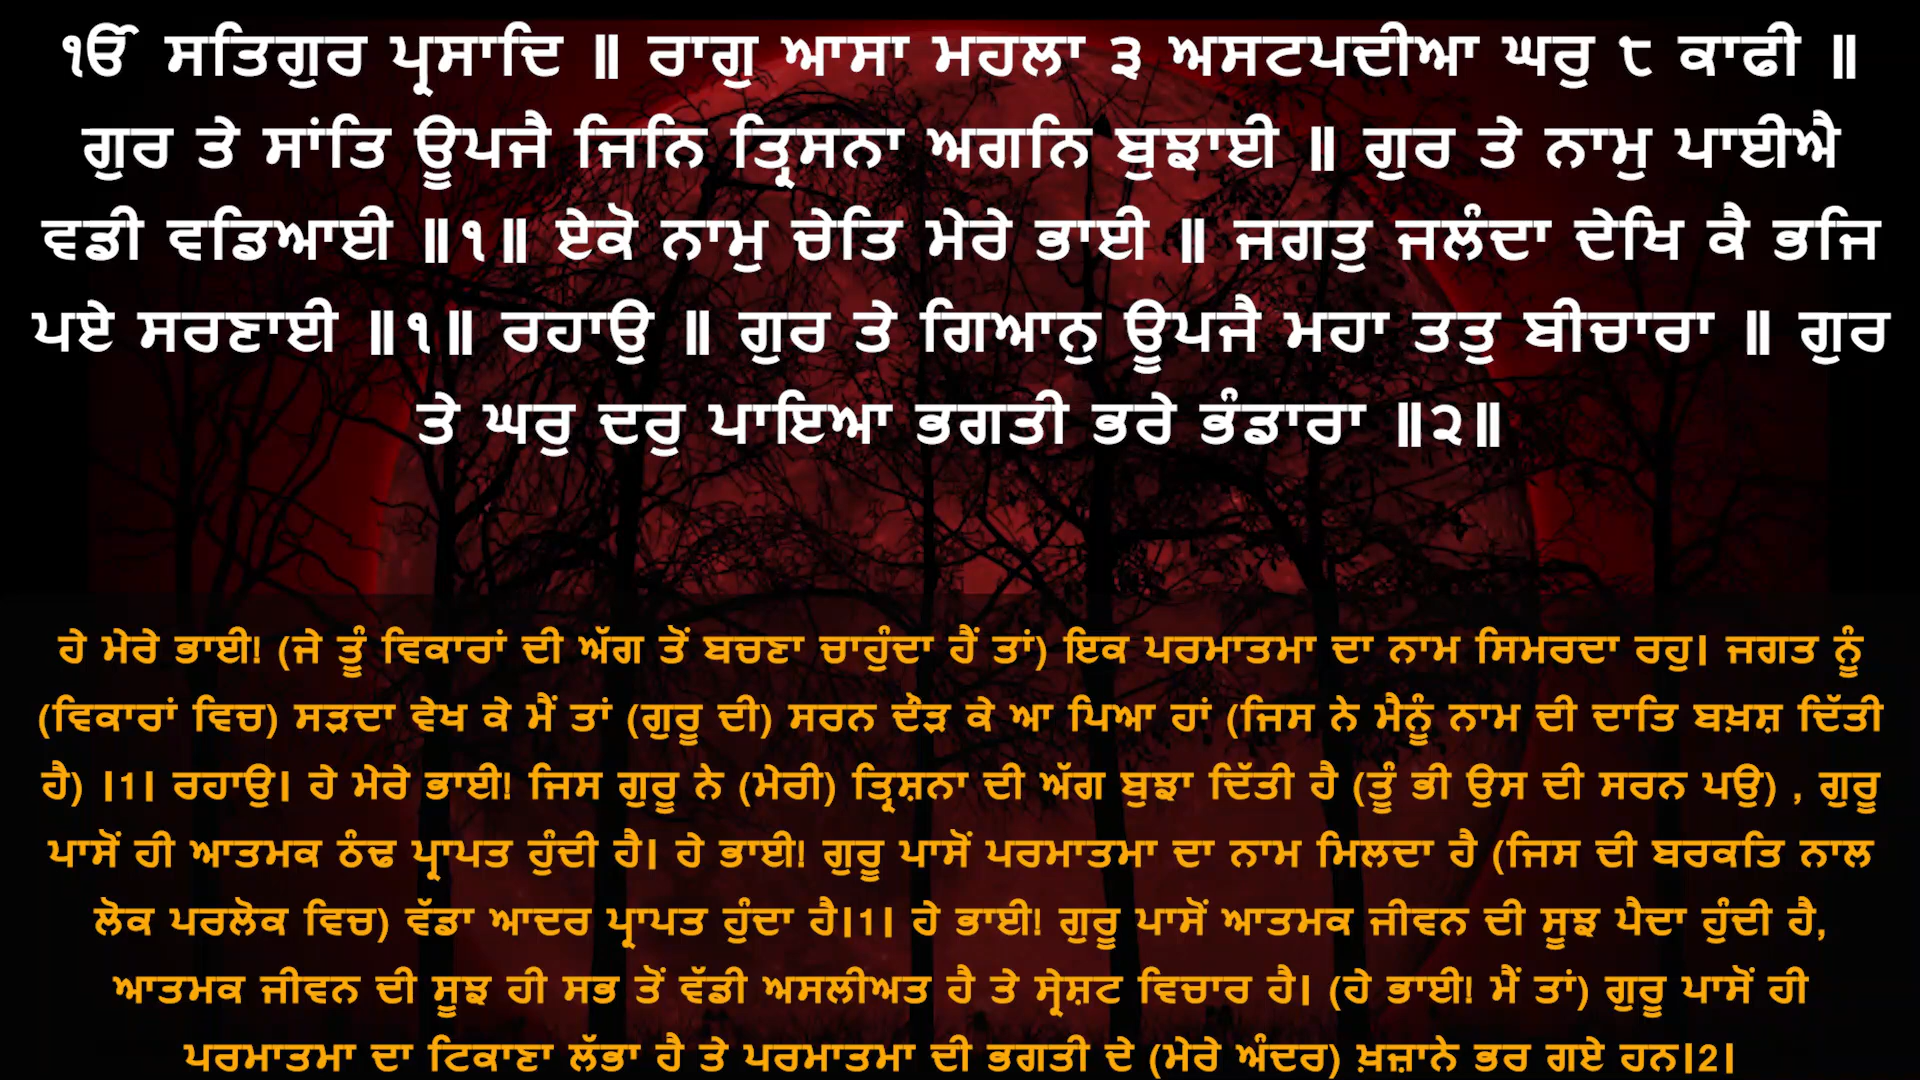 ੴ ਸਤਿਗੁਰ ਪ੍ਰਸਾਦਿ ॥ ਰਾਗੁ ਆਸਾ ਮਹਲਾ ੩ ਅਸਟਪਦੀਆ ਘਰੁ ੮ ਕਾਫੀ ॥
ਗੁਰ ਤੇ ਸਾਂਤਿ ਊਪਜੈ ਜਿਨਿ ਤ੍ਰਿਸਨਾ ਅਗਨਿ ਬੁਝਾਈ ॥ ਗੁਰ ਤੇ ਨਾਮੁ ਪਾਈਐ
ਵਡੀ ਵਡਿਆਈ ॥੧॥ ਏਕੋ ਨਾਮੁ ਚੇਤਿ ਮੇਰੇ ਭਾਈ ॥ ਜਗਤੁ ਜਲੰਦਾ ਦੇਖਿ ਕੈ ਭਜਿ
ਪਏ ਸਰਣਾਈ ॥੧॥ ਰਹਾਉ ॥ ਗੁਰ ਤੇ ਗਿਆਨੁ ਊਪਜੈ ਮਹਾ ਤਤੁ ਬੀਚਾਰਾ ॥ ਗੁਰ
ਤੇ ਘਰੁ ਦਰੁ ਪਾਇਆ ਭਗਤੀ ਭਰੇ ਭੰਡਾਰਾ ॥੨॥
ਹੇ ਮੇਰੇ ਭਾਈ! (ਜੇ ਤੂੰ ਵਿਕਾਰਾਂ ਦੀ ਅੱਗ ਤੋਂ ਬਚਣਾ ਚਾਹੁੰਦਾ ਹੈਂ ਤਾਂ) ਇਕ ਪਰਮਾਤਮਾ ਦਾ ਨਾਮ ਸਿਮਰਦਾ ਰਹੁ। ਜਗਤ ਨੂੰ
(ਵਿਕਾਰਾਂ ਵਿਚ) ਸੜਦਾ ਵੇਖ ਕੇ ਮੈਂ ਤਾਂ (ਗੁਰੂ ਦੀ) ਸਰਨ ਦੌੜ ਕੇ ਆ ਪਿਆ ਹਾਂ (ਜਿਸ ਨੇ ਮੈਨੂੰ ਨਾਮ ਦੀ ਦਾਤਿ ਬਖ਼ਸ਼ ਦਿੱਤੀ
ਹੈ) ।1। ਰਹਾਉ। ਹੇ ਮੇਰੇ ਭਾਈ! ਜਿਸ ਗੁਰੂ ਨੇ (ਮੇਰੀ) ਤ੍ਰਿਸ਼ਨਾ ਦੀ ਅੱਗ ਬੁਝਾ ਦਿੱਤੀ ਹੈ (ਤੂੰ ਭੀ ਉਸ ਦੀ ਸਰਨ ਪਉ) , ਗੁਰੂ
ਪਾਸੋਂ ਹੀ ਆਤਮਕ ਠੰਢ ਪ੍ਰਾਪਤ ਹੁੰਦੀ ਹੈ। ਹੇ ਭਾਈ! ਗੁਰੂ ਪਾਸੋਂ ਪਰਮਾਤਮਾ ਦਾ ਨਾਮ ਮਿਲਦਾ ਹੈ (ਜਿਸ ਦੀ ਬਰਕਤਿ ਨਾਲ
ਲੋਕ ਪਰਲੋਕ ਵਿਚ) ਵੱਡਾ ਆਦਰ ਪ੍ਰਾਪਤ ਹੁੰਦਾ ਹੈ।1। ਹੇ ਭਾਈ! ਗੁਰੂ ਪਾਸੋਂ ਆਤਮਕ ਜੀਵਨ ਦੀ ਸੂਝ ਪੈਦਾ ਹੁੰਦੀ ਹੈ,
ਆਤਮਕ ਜੀਵਨ ਦੀ ਸੂਝ ਹੀ ਸਭ ਤੋਂ ਵੱਡੀ ਅਸਲੀਅਤ ਹੈ ਤੇ ਸ੍ਰੇਸ਼ਟ ਵਿਚਾਰ ਹੈ। (ਹੇ ਭਾਈ! ਮੈਂ ਤਾਂ) ਗੁਰੂ ਪਾਸੋਂ ਹੀ
ਪਰਮਾਤਮਾ ਦਾ ਟਿਕਾਣਾ ਲੱਭਾ ਹੈ ਤੇ ਪਰਮਾਤਮਾ ਦੀ ਭਗਤੀ ਦੇ (ਮੇਰੇ ਅੰਦਰ) ਖ਼ਜ਼ਾਨੇ ਭਰ ਗਏ ਹਨ।2।